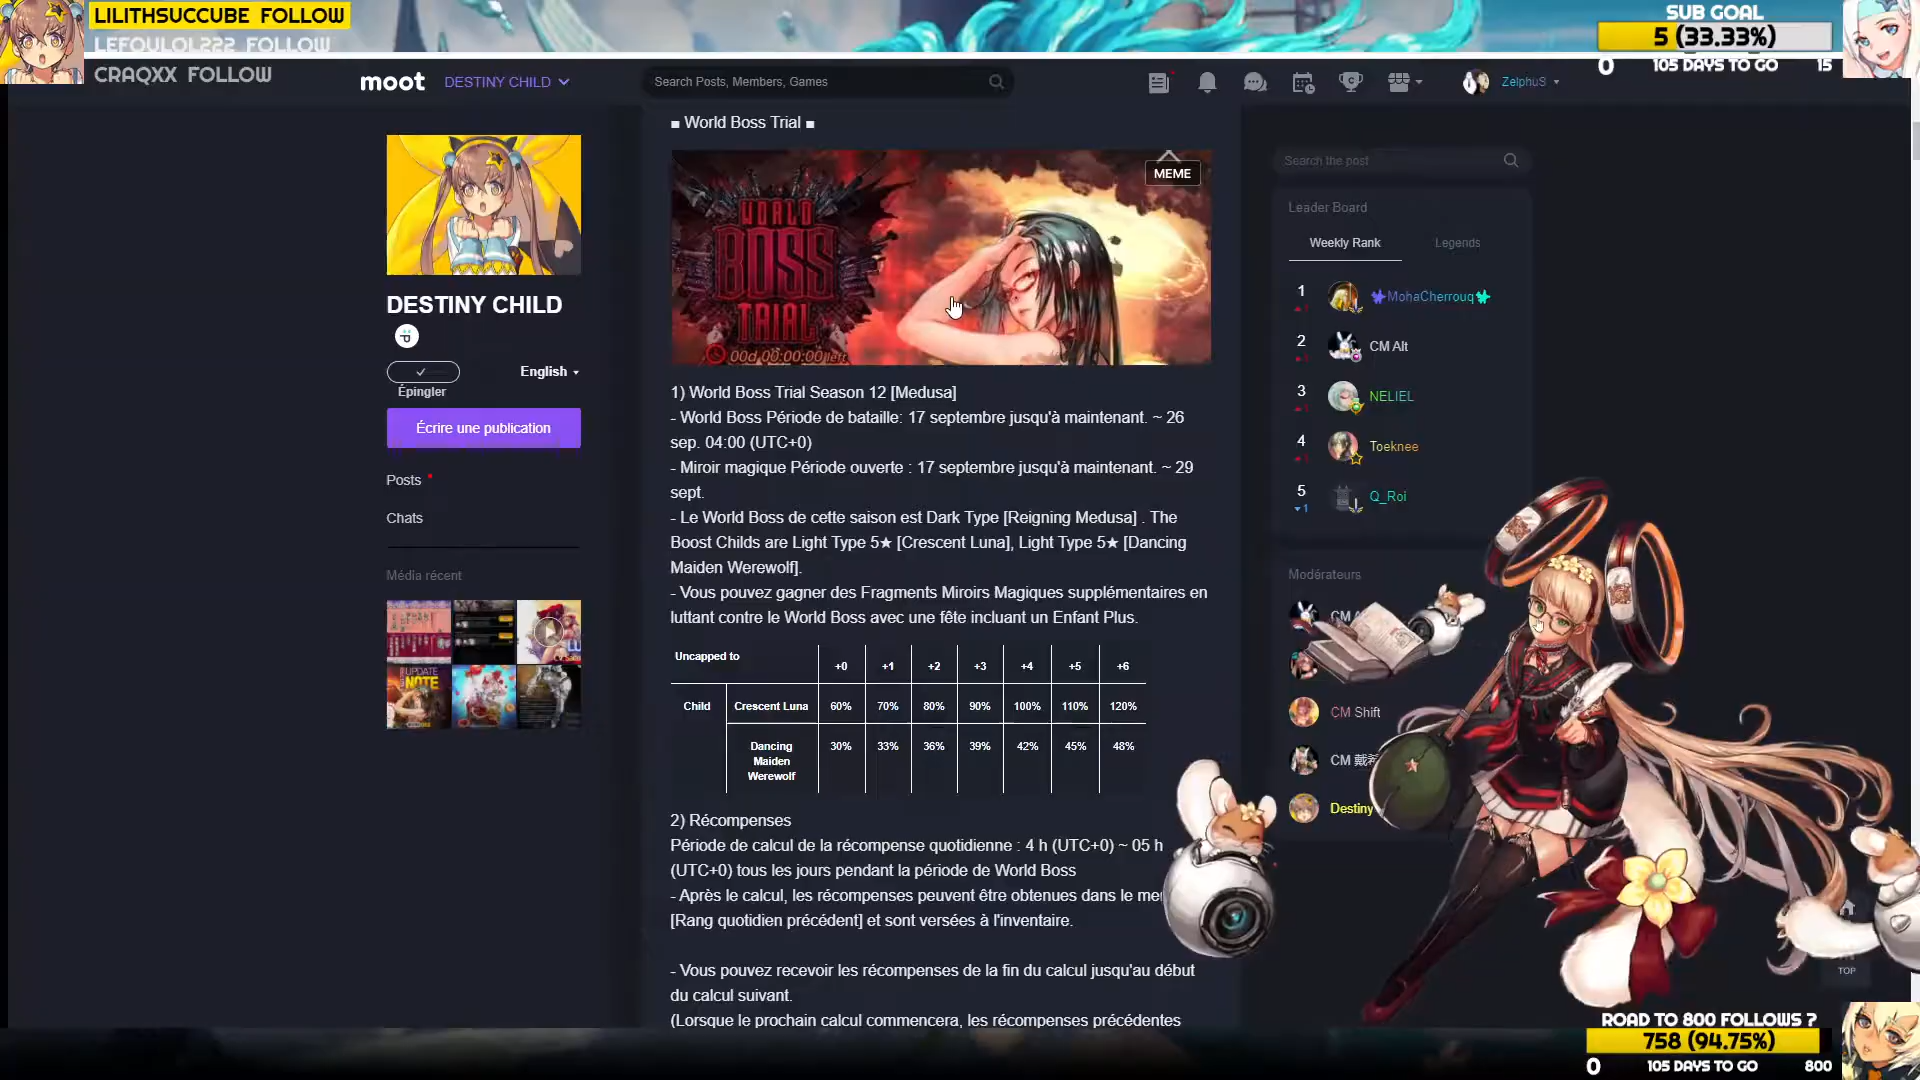 LILITHSUCCUBE FOLLOW
LEFOULOL222 FOLLOW
CRAQXX FOLLOW
SUB GOAL
5 (33.33%)
0 105 DAYS TO GO 15
moot DESTINY CHILD
Search Posts, Members, Games
ZelphuS
DESTINY CHILD
English
Épingler
Écrire une publication
Posts
Chats
Média récent
UPDATE
NOTE
■ World Boss Trial ■
MEME
WORLD
BOSS
TRIAL
00d 00:00:00 left
1) World Boss Trial Season 12 [Medusa]
- World Boss Période de bataille: 17 septembre jusqu'à maintenant. ~ 26
sep. 04:00 (UTC+0)
- Miroir magique Période ouverte : 17 septembre jusqu'à maintenant. ~ 29
sept.
- Le World Boss de cette saison est Dark Type [Reigning Medusa] . The
Boost Childs are Light Type 5★ [Crescent Luna], Light Type 5★ [Dancing
Maiden Werewolf].
- Vous pouvez gagner des Fragments Miroirs Magiques supplémentaires en
luttant contre le World Boss avec une fête incluant un Enfant Plus.
Uncapped to +0 +1 +2 +3 +4 +5 +6
Child Crescent Luna 60% 70% 80% 90% 100% 110% 120%
Dancing 30% 33% 36% 39% 42% 45% 48%
Maiden
Werewolf
2) Récompenses
Période de calcul de la récompense quotidienne : 4 h (UTC+0) ~ 05 h
(UTC+0) tous les jours pendant la période de World Boss
- Après le calcul, les récompenses peuvent être obtenues dans le
[Rang quotidien précédent] et sont versées à l'inventaire.
- Vous pouvez recevoir les récompenses de la fin du calcul jusqu'au début
du calcul suivant.
(Lorsque le prochain calcul commencera, les récompenses précédentes
Search the post
Leader Board
Weekly Rank Legends
1 MohaCherrouq
2 CM Alt
3 NELIEL
4 Toeknee
5 Q_Roi
1
Modérateurs
CM
CM Shift
CM
Destiny
TOP
ROAD TO 800 FOLLOWS ?
758 (94.75%)
0 105 DAYS TO GO 800